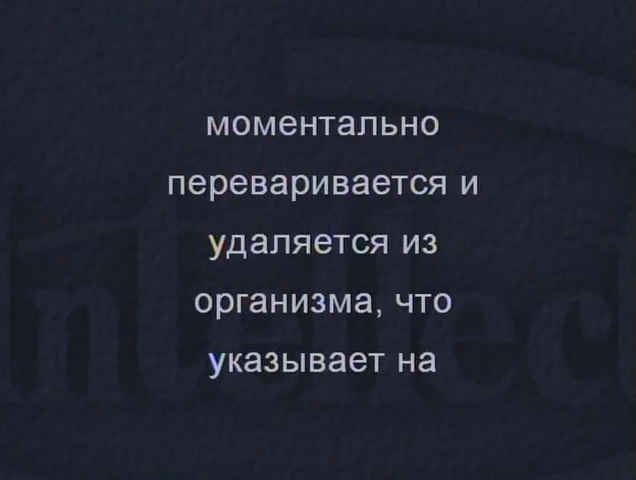 моментально
переваривается и
удаляется из
организма, что
указывает на